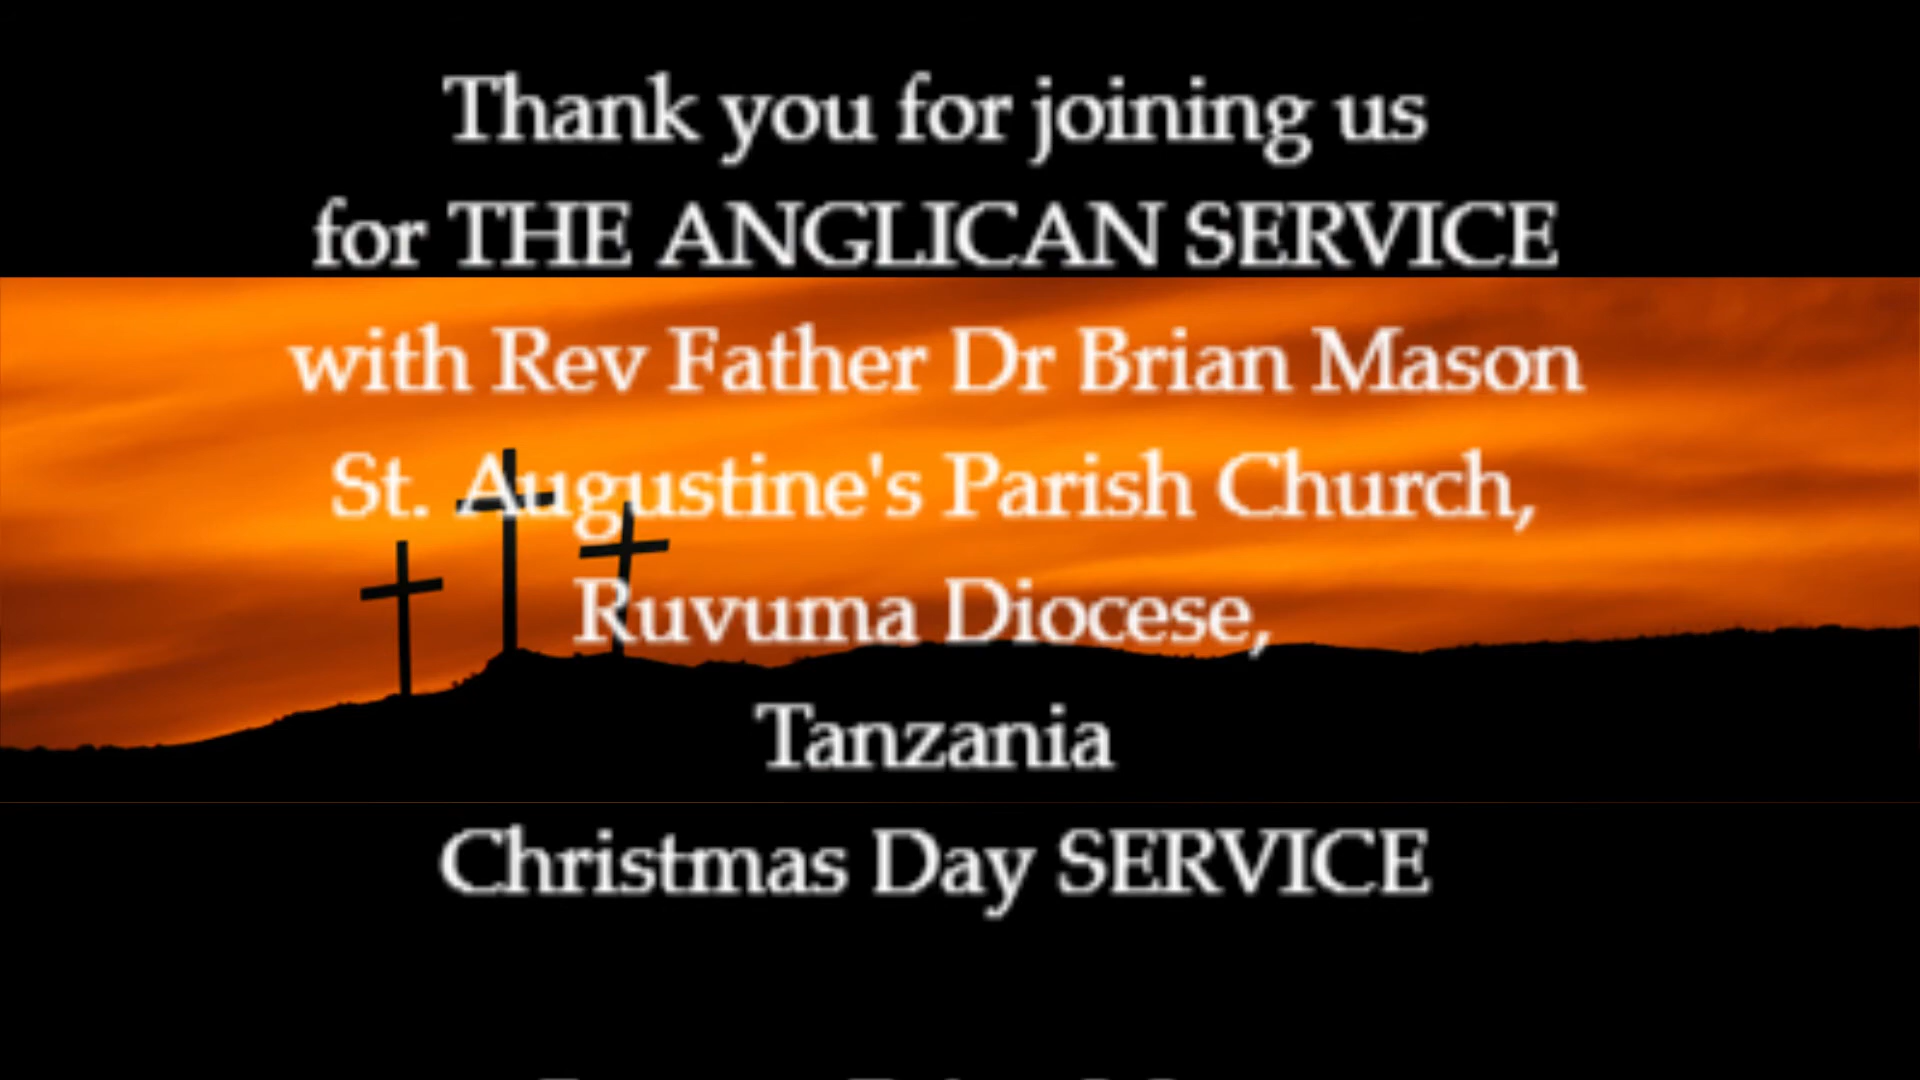 Thank you for joining us
for THE ANGLICAN SERVICE
with Rev Father Dr Brian Mason
St. Augustine's Parish Church,
Ruvuma Diocese,
Tanzania
Christmas Day SERVICE